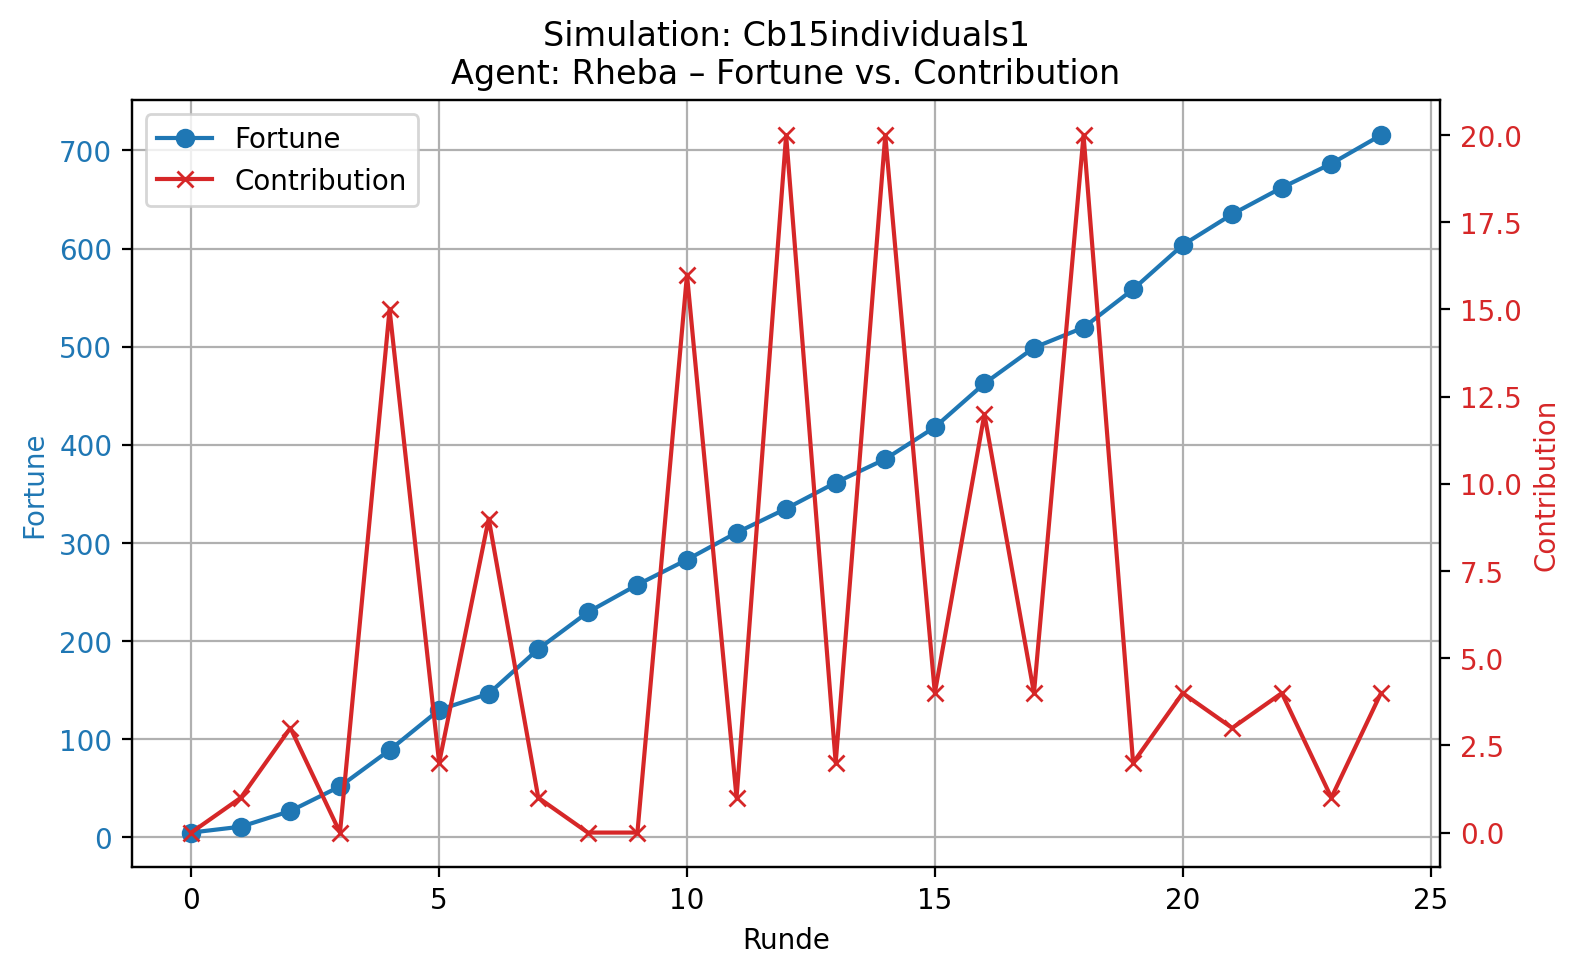 Simulation: Cb15individuals1
Agent: Rheba – Fortune vs. Contribution
Fortune
Contribution
700
600
500
400
300
200
100
0
Fortune
20.0
17.5
15.0
12.5
10.0
7.5
5.0
2.5
0.0
Contribution
0 5 10 15 20 25
Runde